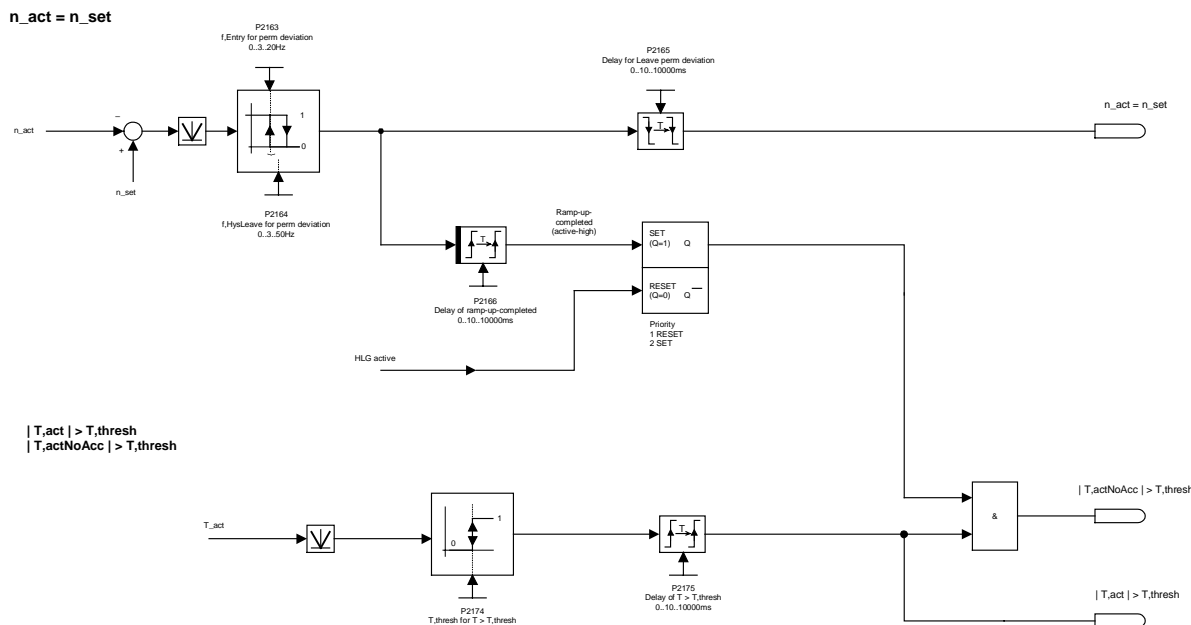 n_act = n_set
P2163
f,Entry for perm deviation
0..3..20Hz
P2165
Delay for Leave perm deviation
0..10..10000ms
n_act = n_set
n_act
–
+
n_set
1
0
T
P2164
f,HysLeave for perm deviation
0..3..50Hz
Ramp-up-
completed
(active-high)
T
SET
(Q=1) Q
RESET
(Q=0) Q
P2166
Delay of ramp-up-completed
0..10..10000ms
Priority
1 RESET
2 SET
HLG active
| T,act | > T,thresh
| T,actNoAcc | > T,thresh
| T,actNoAcc | > T,thresh
T_act
1
0
T
&
P2174
T,thresh for T > T,thresh
P2175
Delay of T > T,thresh
0..10..10000ms
| T,act | > T,thresh